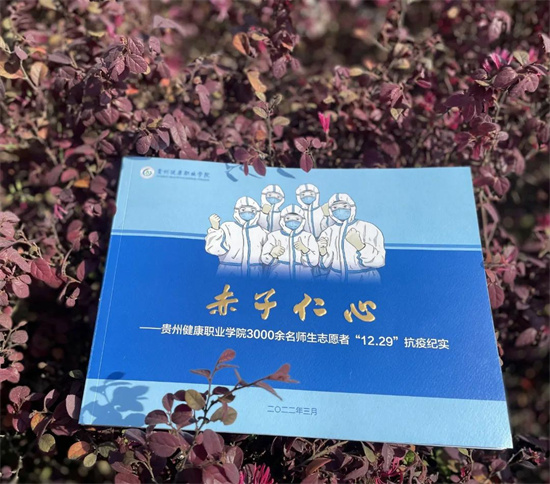 贵州健康职业学院
赤子仁心
——贵州健康职业学院3000余名师生志愿者“12.29”抗疫纪实
二〇二二年三月